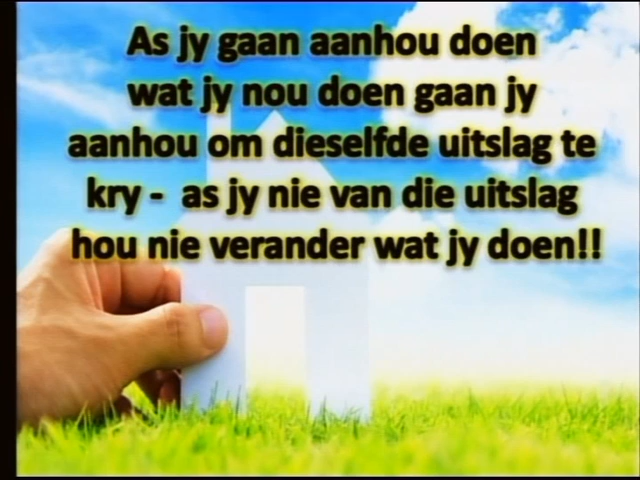 As jy gaan aanhou doen
wat jy nou doen gaan jy
aanhou om dieselfde uitslag te
kry - as jy nie van die uitslag
hou nie verander wat jy doen!!